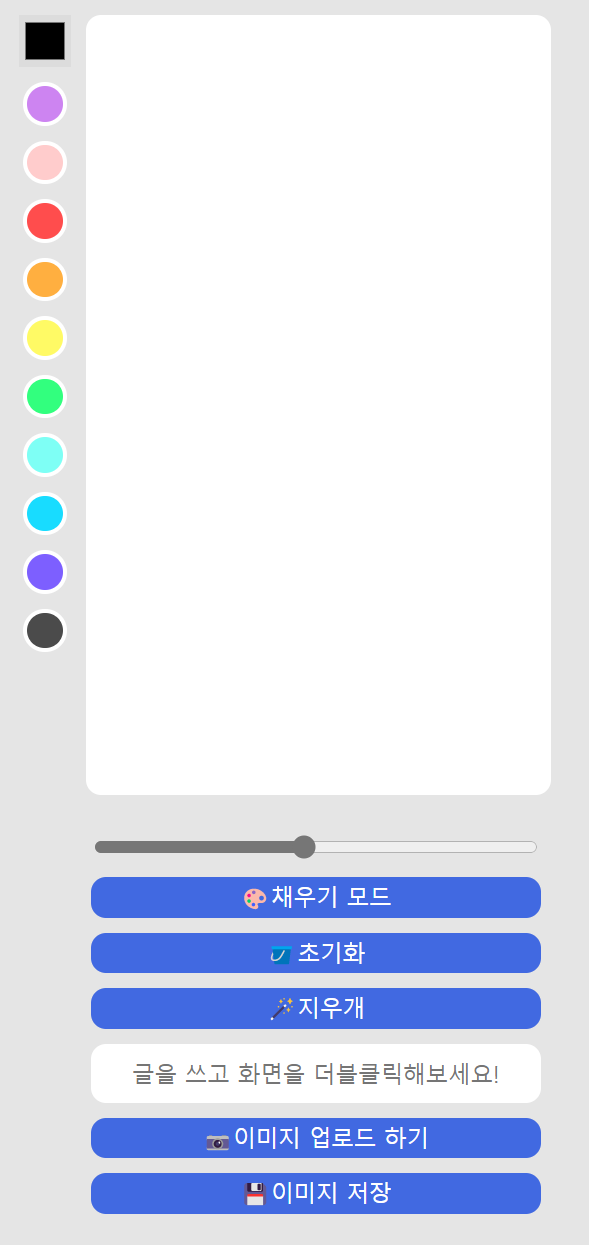 채우기 모드
초기화
지우개
글을 쓰고 화면을 더블클릭해보세요!
이미지 업로드 하기
이미지 저장